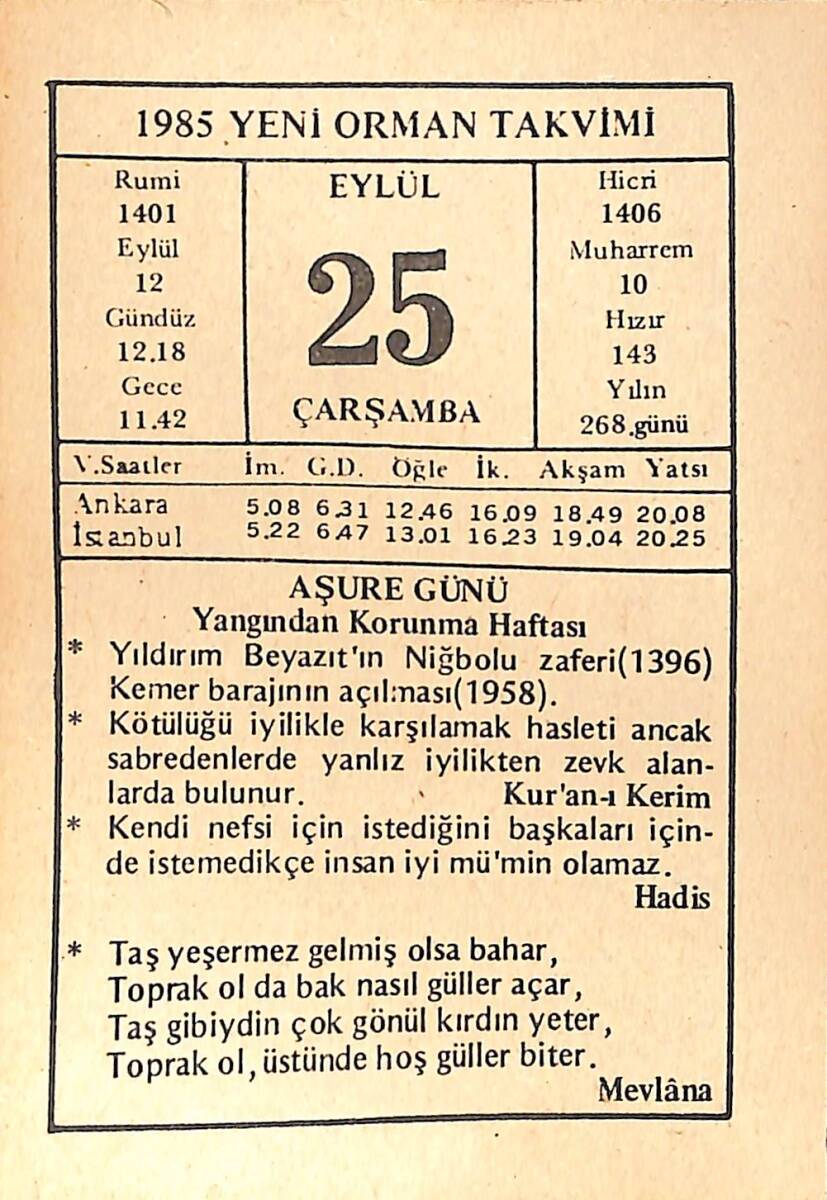 1985 YENİ ORMAN TAKVİMİ
Rumi
1401
Eylül
12
Gündüz
12.18
Gece
11.42
EYLÜL
25
ÇARŞAMBA
Hicri
1406
Muharrem
10
Hızır
143
Yılın
268.günü
V.Saatler İm. G.D. Öğle İk. Akşam Yatsı
Ankara 5.08 6.31 12.46 16.09 18.49 20.08
İstanbul 5.22 6.47 13.01 16.23 19.04 20.25
AŞURE GÜNÜ
Yangından Korunma Haftası
* Yıldırım Beyazıt'ın Niğbolu zaferi(1396)
Kemer barajının açılması(1958).
* Kötülüğü iyilikle karşılamak hasleti ancak
sabredenlerde yanlız iyilikten zevk alan-
larda bulunur. Kur'an-ı Kerim
* Kendi nefsi için istediğini başkaları için-
de istemedikçe insan iyi mü'min olamaz.
Hadis
* Taş yeşermez gelmiş olsa bahar,
Toprak ol da bak nasıl güller açar,
Taş gibiydin çok gönül kırdın yeter,
Toprak ol, üstünde hoş güller biter.
Mevlâna